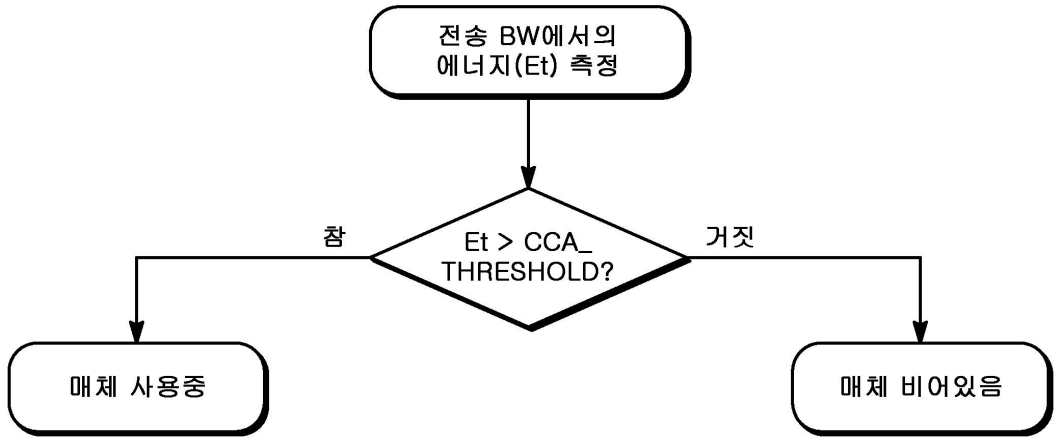 전송 BW에서의
에너지(Et) 측정
참
Et > CCA_
THRESHOLD?
거짓
매체 사용중
매체 비어있음